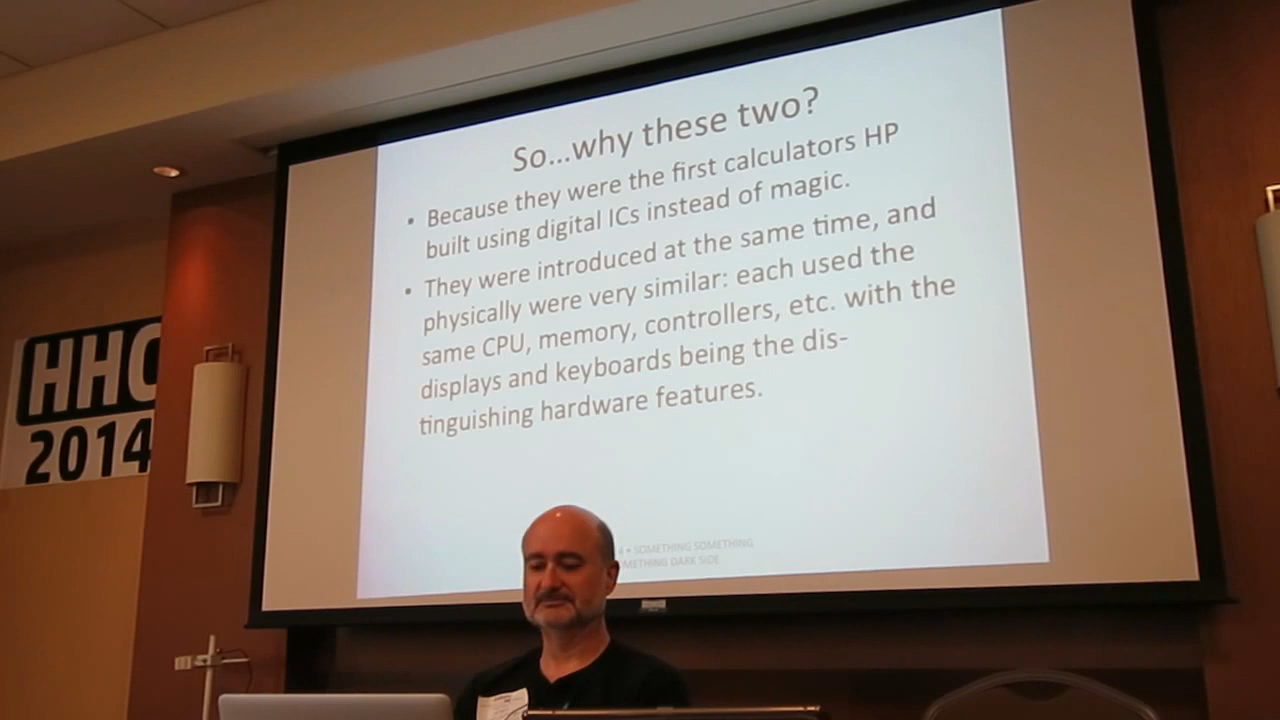 So...why these two?
• Because they were the first calculators HP
built using digital ICs instead of magic.
• They were introduced at the same time, and
physically were very similar: each used the
same CPU, memory, controllers, etc. with the
displays and keyboards being the dis-
tinguishing hardware features.
4 • SOMETHING SOMETHING
METHING DARK SIDE
HHC
2014